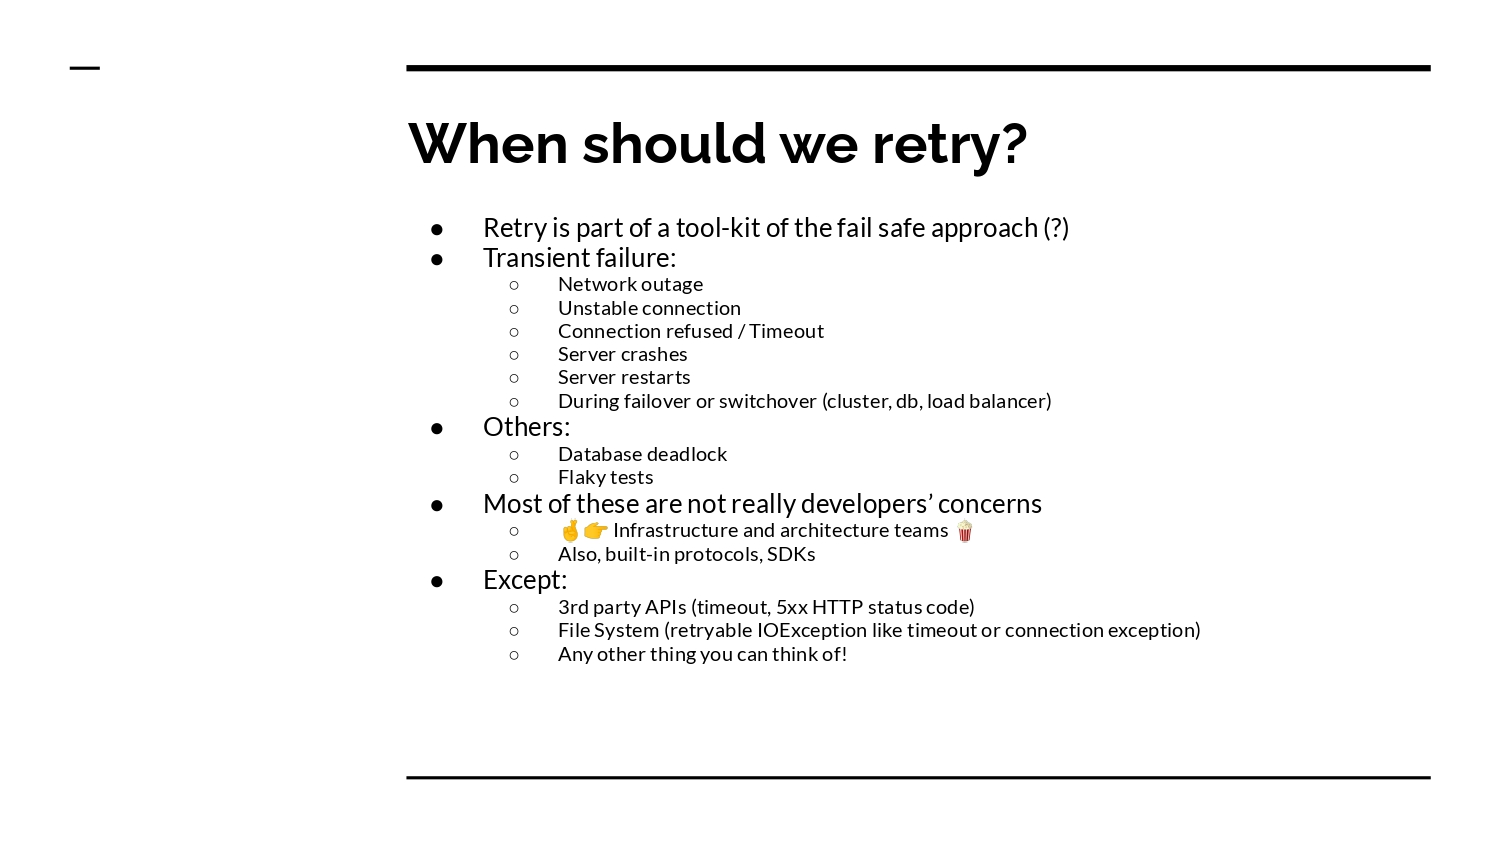 When should we retry?
● Retry is part of a tool-kit of the fail safe approach (?)
● Transient failure:
○ Network outage
○ Unstable connection
○ Connection refused / Timeout
○ Server crashes
○ Server restarts
○ During failover or switchover (cluster, db, load balancer)
● Others:
○ Database deadlock
○ Flaky tests
● Most of these are not really developers’ concerns
○ 🤞👉 Infrastructure and architecture teams 🍿
○ Also, built-in protocols, SDKs
● Except:
○ 3rd party APIs (timeout, 5xx HTTP status code)
○ File System (retryable IOException like timeout or connection exception)
○ Any other thing you can think of!